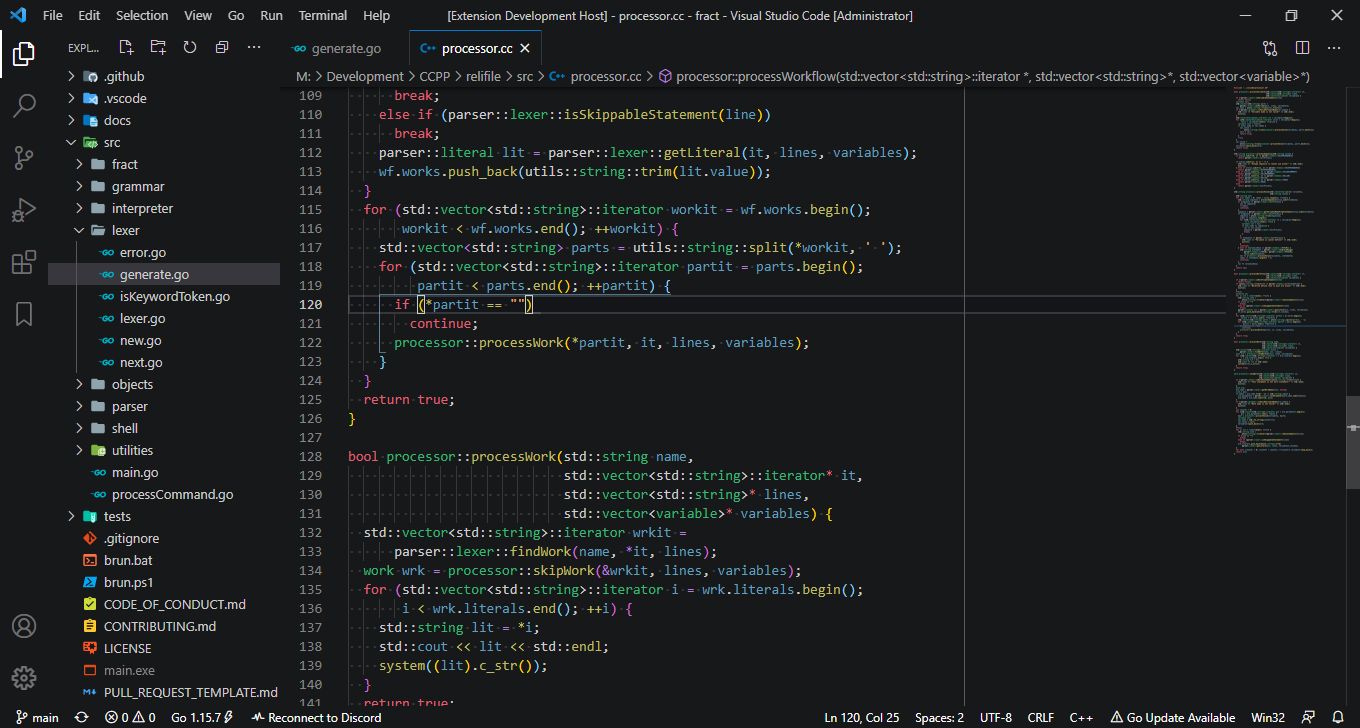 File Edit Selection View Go Run Terminal Help [Extension Development Host] - processor.cc - fract - Visual Studio Code [Administrator]
EXPL...
.github
.vscode
docs
src
fract
grammar
interpreter
lexer
error.go
generate.go
isKeywordToken.go
lexer.go
new.go
next.go
objects
parser
shell
utilities
main.go
processCommand.go
tests
.gitignore
brun.bat
brun.ps1
CODE_OF_CONDUCT.md
CONTRIBUTING.md
LICENSE
main.exe
PULL_REQUEST_TEMPLATE.md
generate.go processor.cc
M: > Development > CCPP > relifile > src > processor.cc > processor::processWorkflow(std::vector<std::string>::iterator *, std::vector<std::string>*, std::vector<variable>*)
109 break;
110 else if (parser::lexer::isSkippableStatement(line))
111 break;
112 parser::literal lit = parser::lexer::getLiteral(it, lines, variables);
113 wf.works.push_back(utils::string::trim(lit.value));
114 }
115 for (std::vector<std::string>::iterator workit = wf.works.begin();
116 workit < wf.works.end(); ++workit) {
117 std::vector<std::string> parts = utils::string::split(*workit, ' ');
118 for (std::vector<std::string>::iterator partit = parts.begin();
119 partit < parts.end(); ++partit) {
120 if (*partit == "")
121 continue;
122 processor::processWork(*partit, it, lines, variables);
123 }
124 }
125 return true;
126 }
127
128 bool processor::processWork(std::string name,
129 std::vector<std::string>::iterator* it,
130 std::vector<std::string>* lines,
131 std::vector<variable>* variables) {
132 std::vector<std::string>::iterator wrkit =
133 parser::lexer::findWork(name, *it, lines);
134 work wrk = processor::skipWork(&wrkit, lines, variables);
135 for (std::vector<std::string>::iterator i = wrk.literals.begin();
136 i < wrk.literals.end(); ++i) {
137 std::string lit = *i;
138 std::cout << lit << std::endl;
139 system((lit).c_str());
140 }
141 return true;
main 0 0 Go 1.15.7 Reconnect to Discord Ln 120, Col 25 Spaces: 2 UTF-8 CRLF C++ Go Update Available Win32